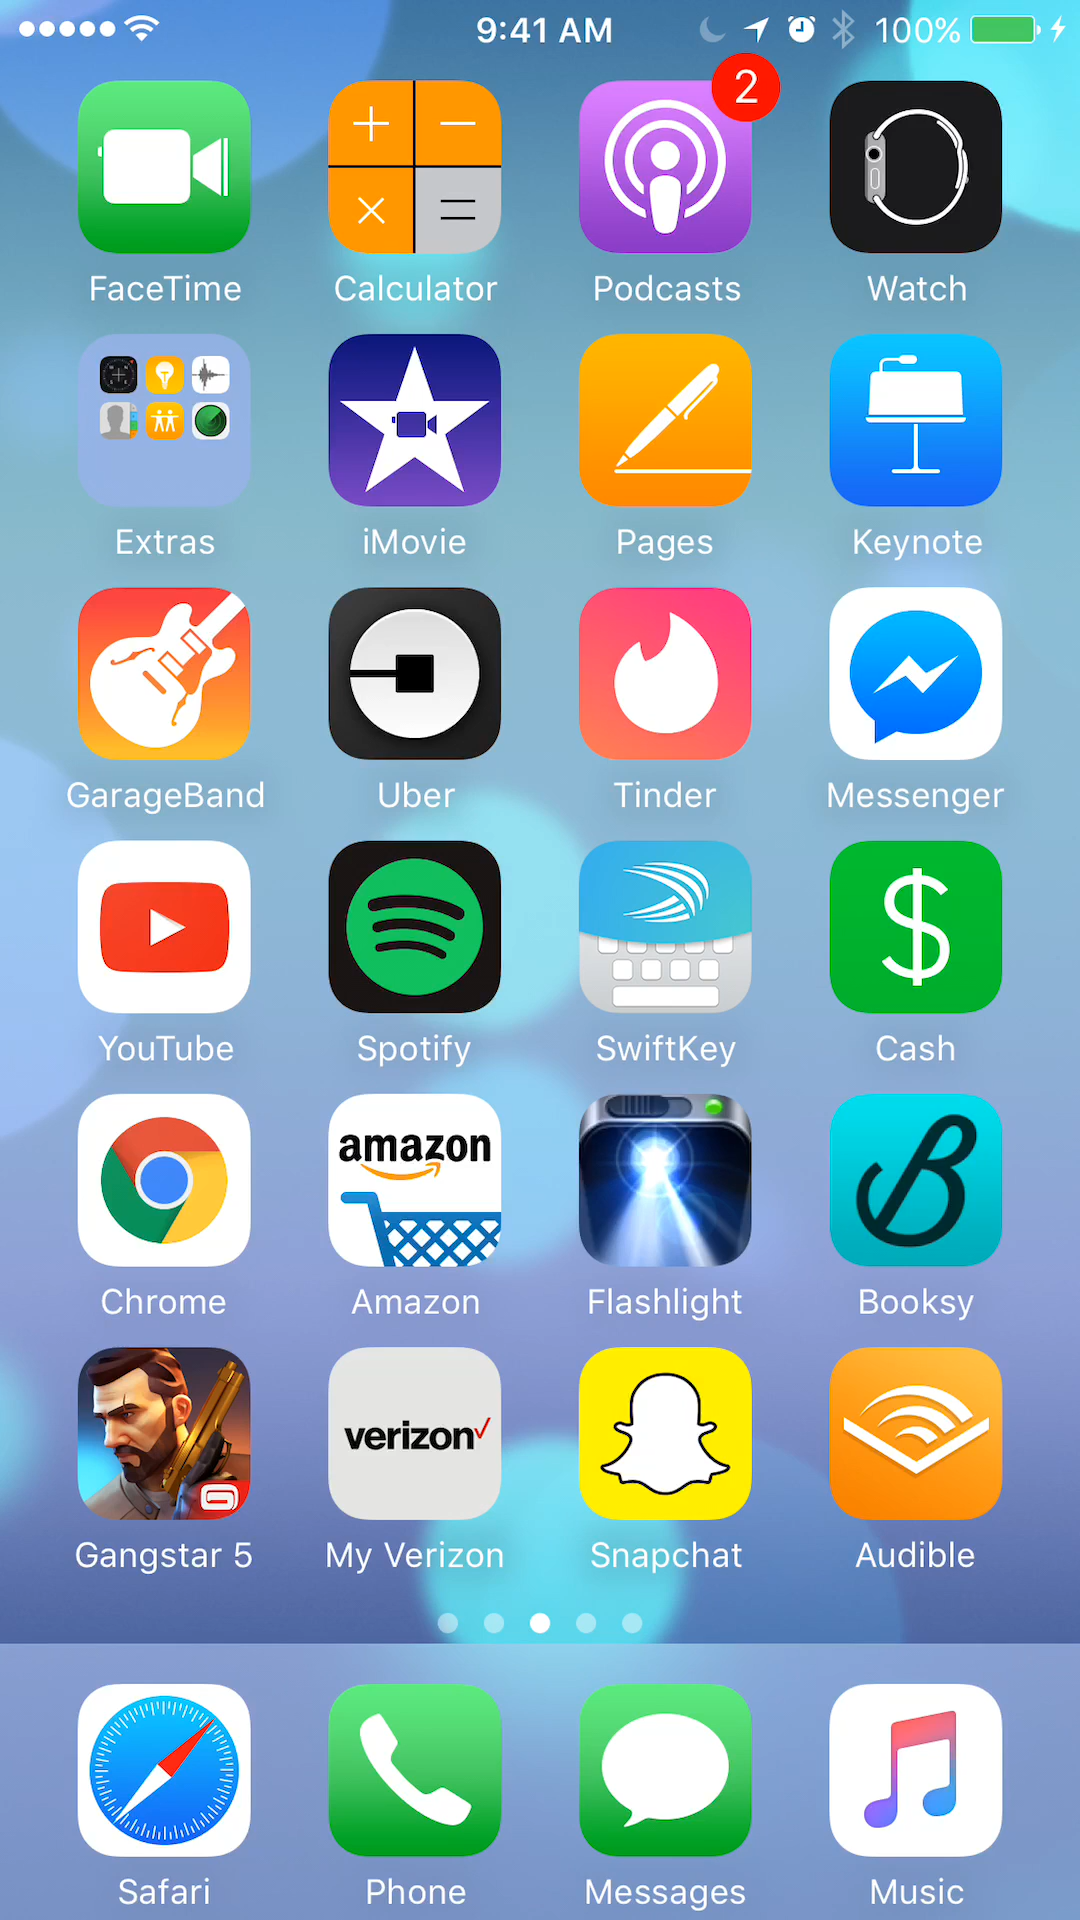 9:41 AM 100%
2
FaceTime Calculator Podcasts Watch
Extras iMovie Pages Keynote
GarageBand Uber Tinder Messenger
YouTube Spotify SwiftKey Cash
amazon
Chrome Amazon Flashlight Booksy
verizon
Gangstar 5 My Verizon Snapchat Audible
Safari Phone Messages Music